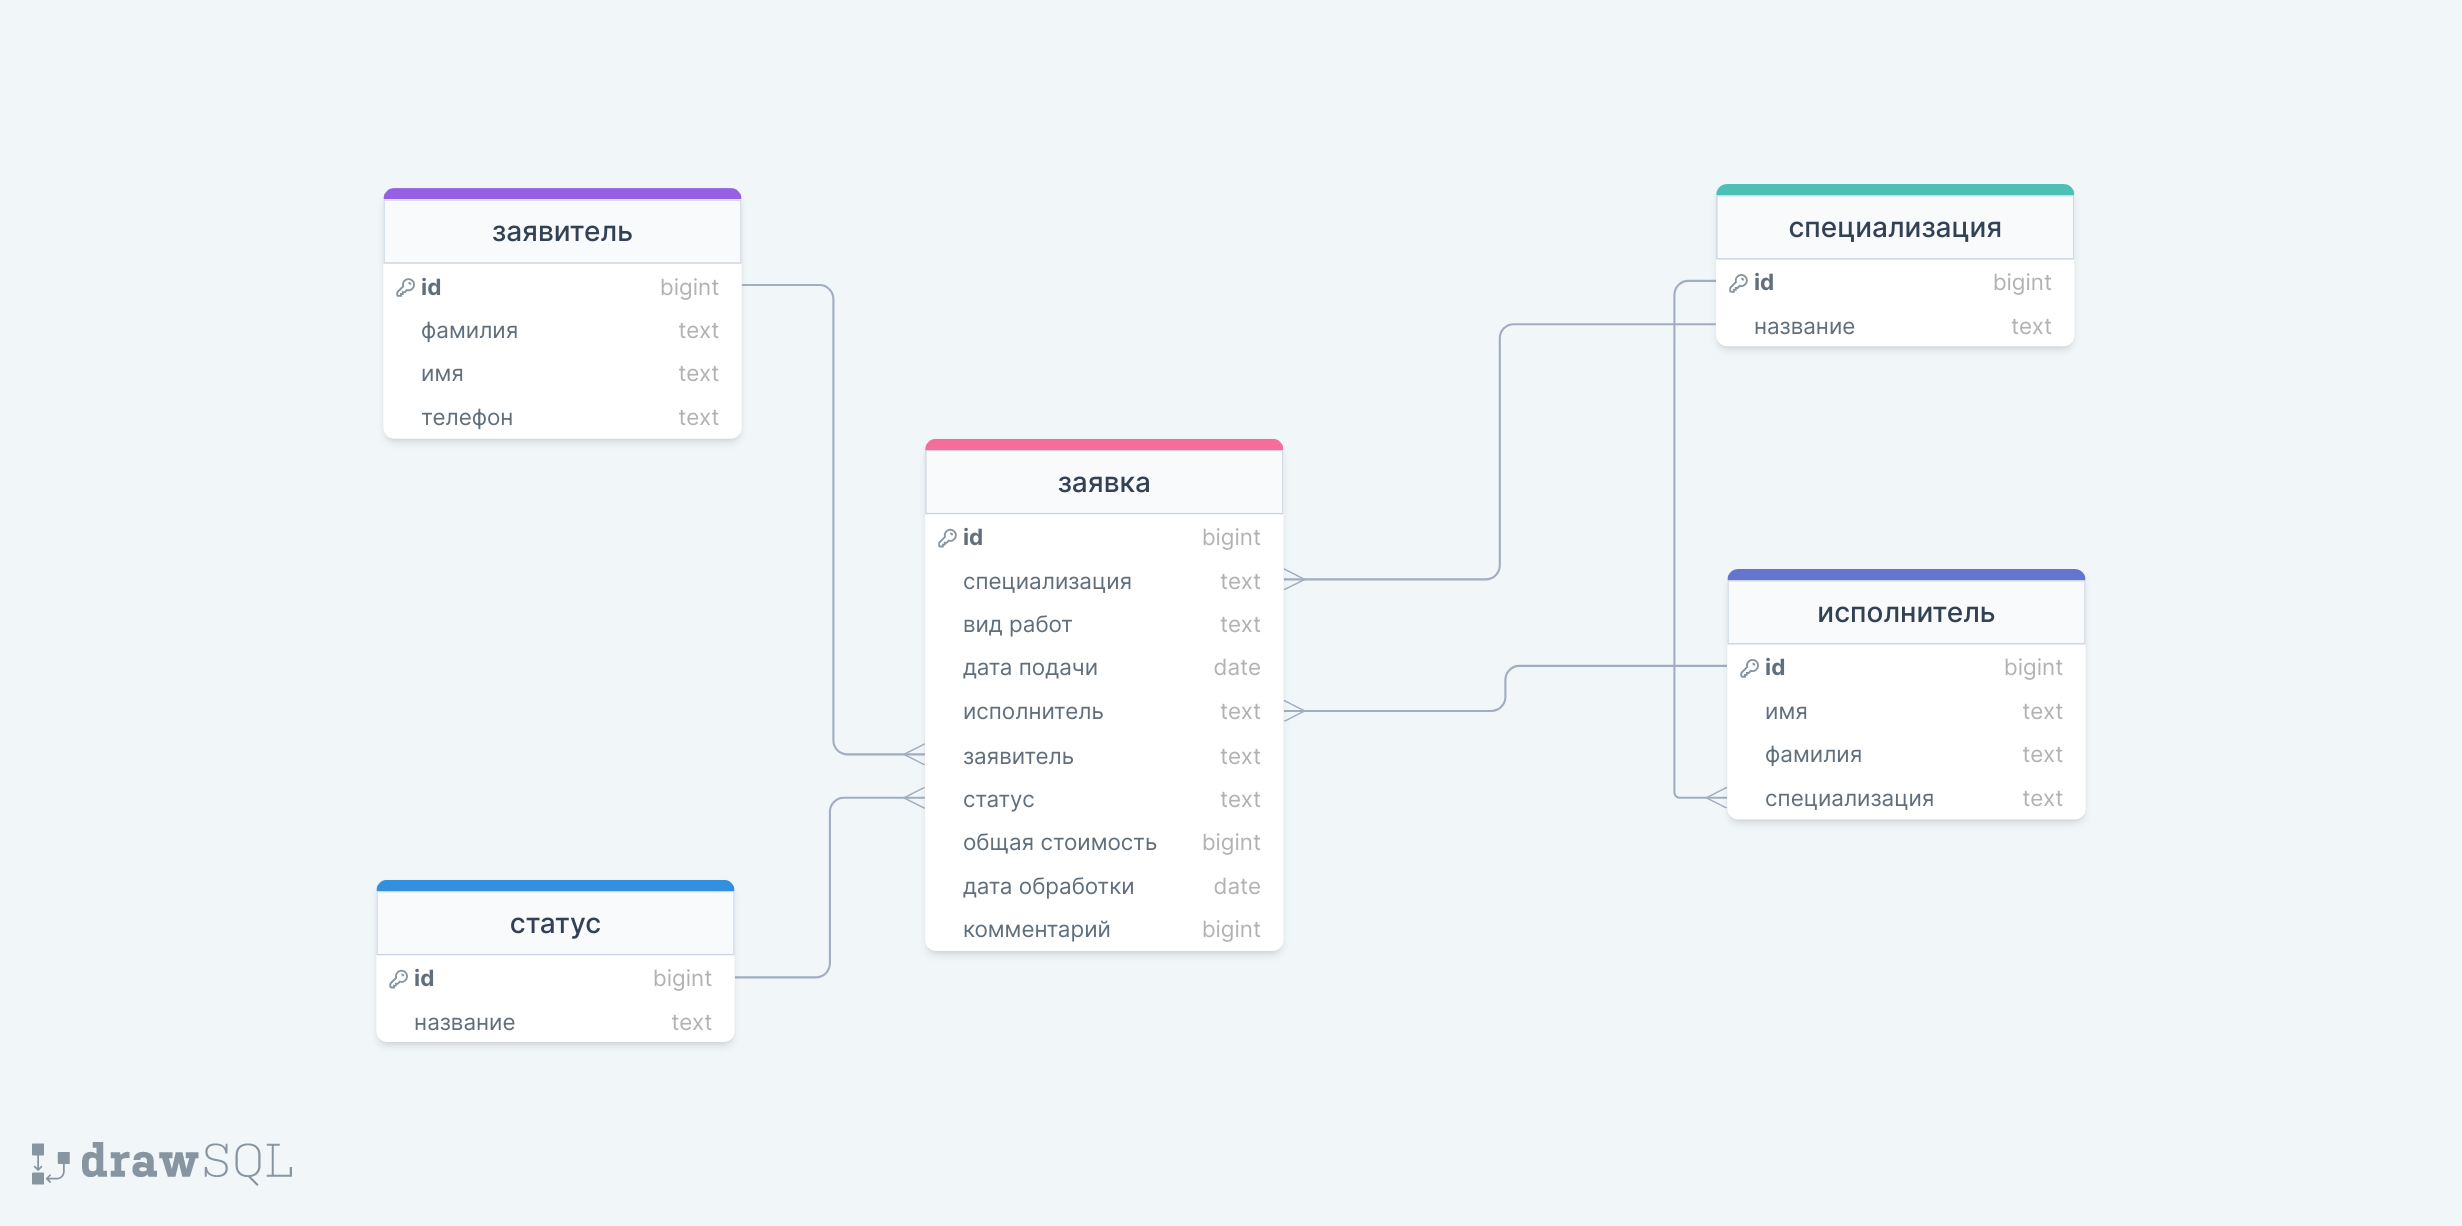 заявитель
id bigint
фамилия text
имя text
телефон text
специализация
id bigint
название text
заявка
id bigint
специализация text
вид работ text
дата подачи date
исполнитель text
заявитель text
статус text
общая стоимость bigint
дата обработки date
комментарий bigint
исполнитель
id bigint
имя text
фамилия text
специализация text
статус
id bigint
название text
drawSQL